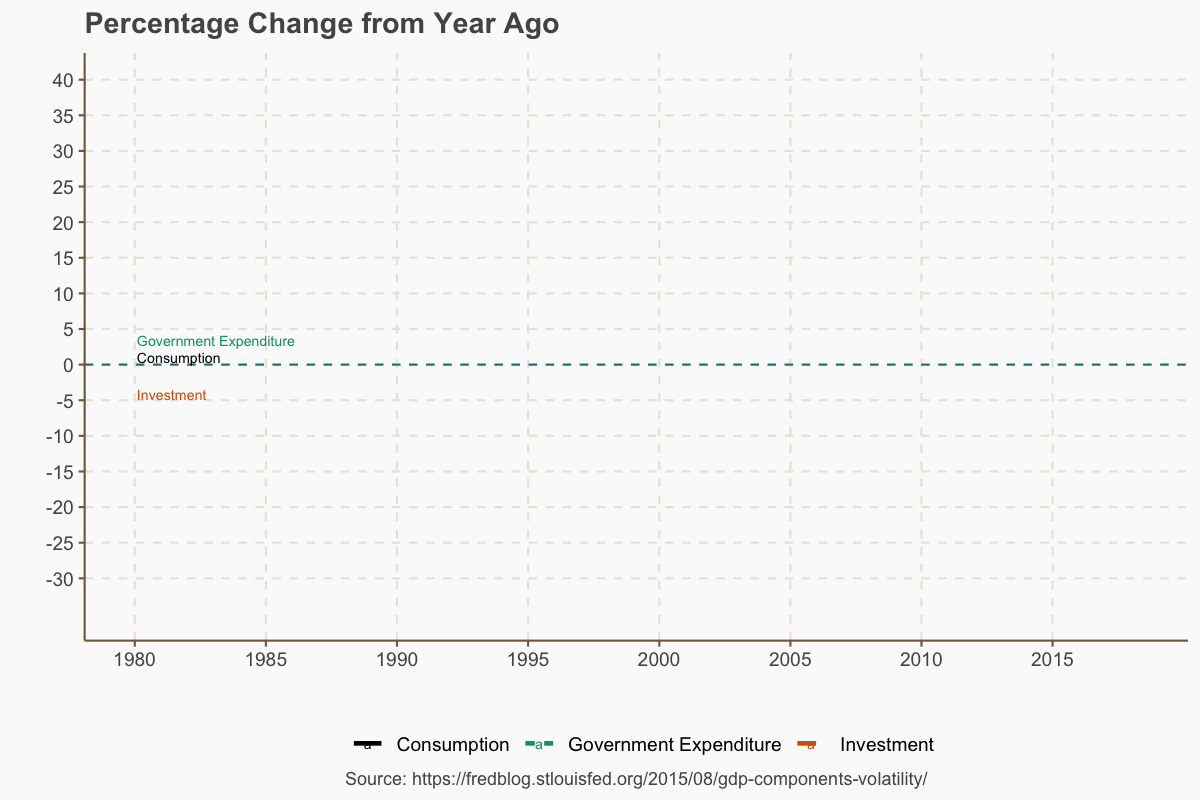 Percentage Change from Year Ago
40
35
30
25
20
15
10
5
Government Expenditure
Consumption
0
Investment
-5
-10
-15
-20
-25
-30
1980 1985 1990 1995 2000 2005 2010 2015
a Consumption a Government Expenditure a Investment
Source: https://fredblog.stlouisfed.org/2015/08/gdp-components-volatility/